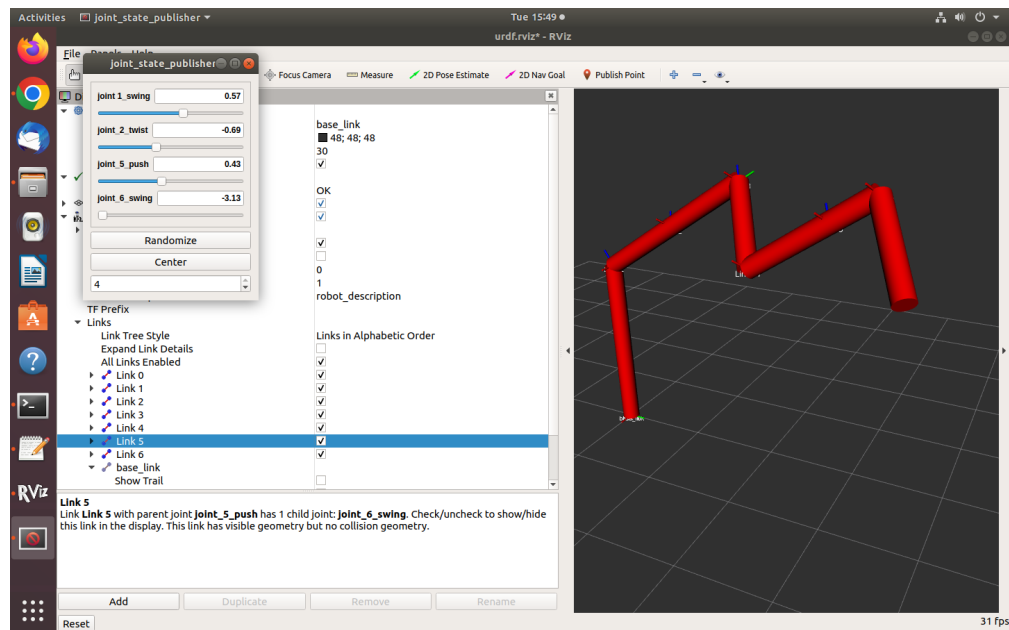 Activities joint_state_publisher ▾ Tue 15:49 ●
urdf.rviz* - RViz
File Panels Help
joint_state_publisher
Focus Camera Measure 2D Pose Estimate 2D Nav Goal Publish Point
joint 1_swing 0.57
joint_2_twist -0.69
joint_5_push 0.43
joint_6_swing -3.13
Randomize
Center
4
base_link
48; 48; 48
30
OK
0
1
robot_description
TF Prefix
Links
Link Tree Style Links in Alphabetic Order
Expand Link Details
All Links Enabled
Link 0
Link 1
Link 2
Link 3
Link 4
Link 5
Link 6
base_link
Show Trail
Link 5
Link Link 5 with parent joint joint_5_push has 1 child joint: joint_6_swing. Check/uncheck to show/hide
this link in the display. This link has visible geometry but no collision geometry.
Add Duplicate Remove Rename
Reset
31 fps
RViz